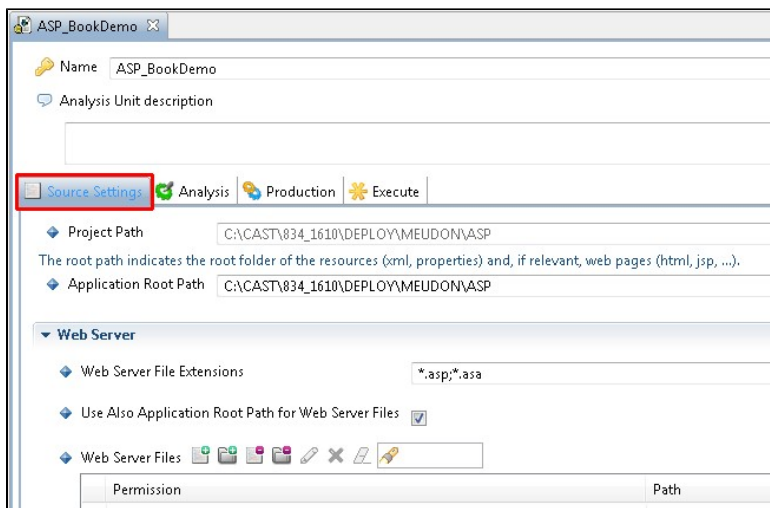 ASP_BookDemo
Name ASP_BookDemo
Analysis Unit description
Source Settings Analysis Production Execute
Project Path C:\CAST\834_1610\DEPLOY\MEUDON\ASP
The root path indicates the root folder of the resources (xml, properties) and, if relevant, web pages (html, jsp, ...).
Application Root Path C:\CAST\834_1610\DEPLOY\MEUDON\ASP
Web Server
Web Server File Extensions *.asp;*.asa
Use Also Application Root Path for Web Server Files
Web Server Files
Permission Path